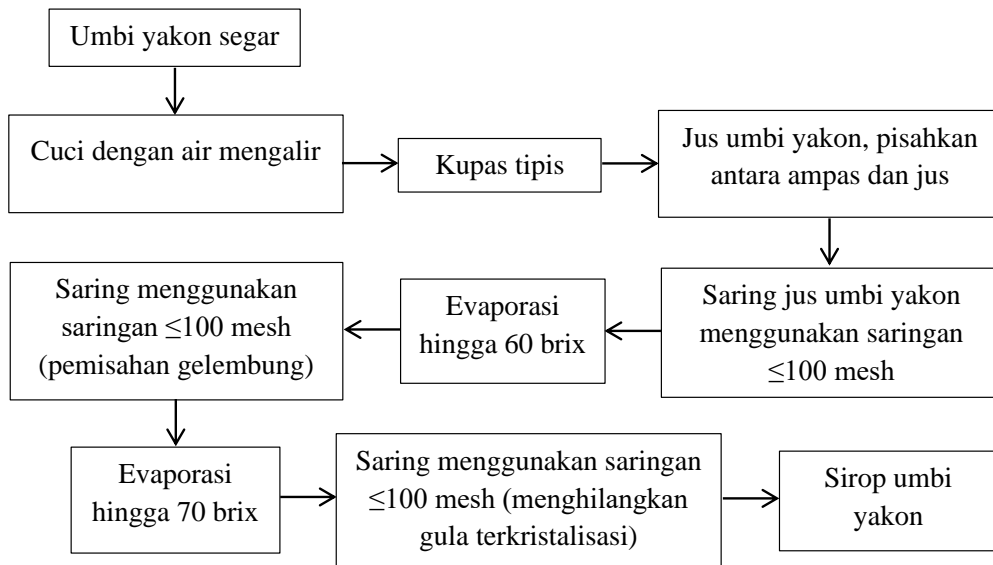 Umbi yakon segar
Cuci dengan air mengalir
Kupas tipis
Jus umbi yakon, pisahkan
antara ampas dan jus
Saring jus umbi yakon
menggunakan saringan
≤100 mesh
Evaporasi
hingga 60 brix
Saring menggunakan
saringan ≤100 mesh
(pemisahan gelembung)
Evaporasi
hingga 70 brix
Saring menggunakan saringan
≤100 mesh (menghilangkan
gula terkristalisasi)
Sirop umbi
yakon